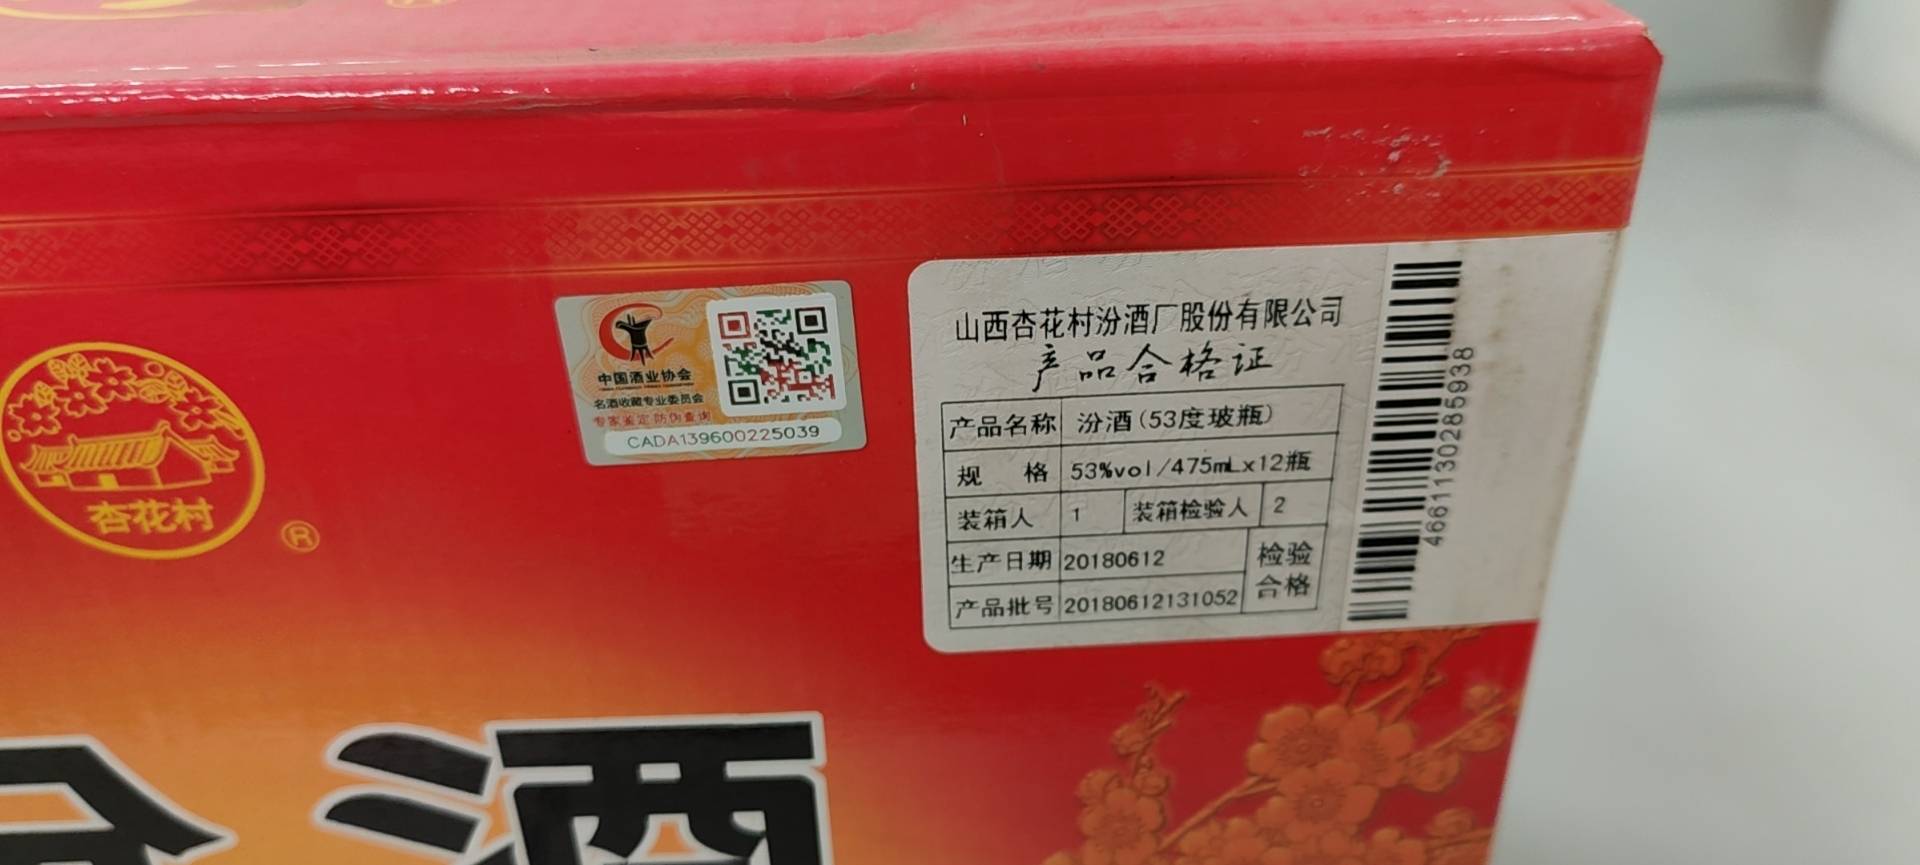 杏花村
®
中国酒业协会
名酒收藏专业委员会
专家鉴定 防伪查询
CADA139600225039
山西杏花村汾酒厂股份有限公司
产品合格证
产品名称 汾酒(53度玻瓶)
规 格 53%vol/475mLx12瓶
装箱人 1 装箱检验人 2
生产日期 20180612 检验
产品批号 20180612131052 合格
4661130285938
酒